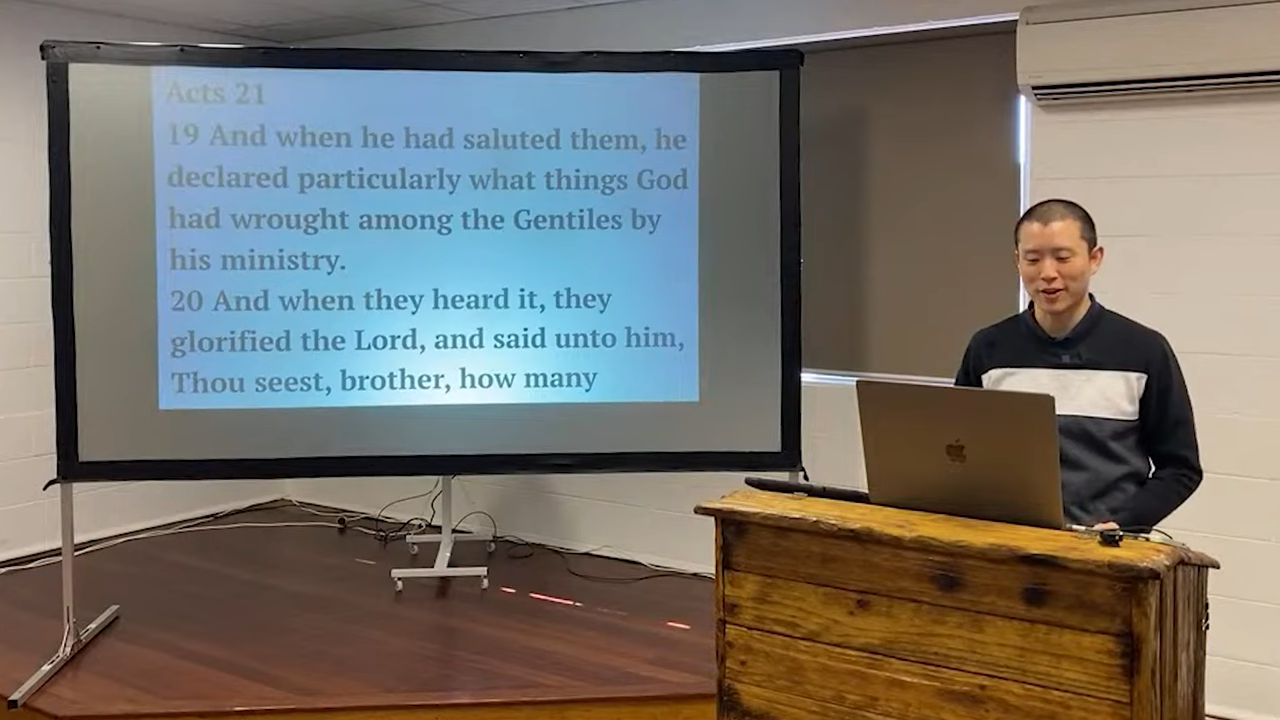 Acts 21
19 And when he had saluted them, he
declared particularly what things God
had wrought among the Gentiles by
his ministry.
20 And when they heard it, they
glorified the Lord, and said unto him,
Thou seest, brother, how many